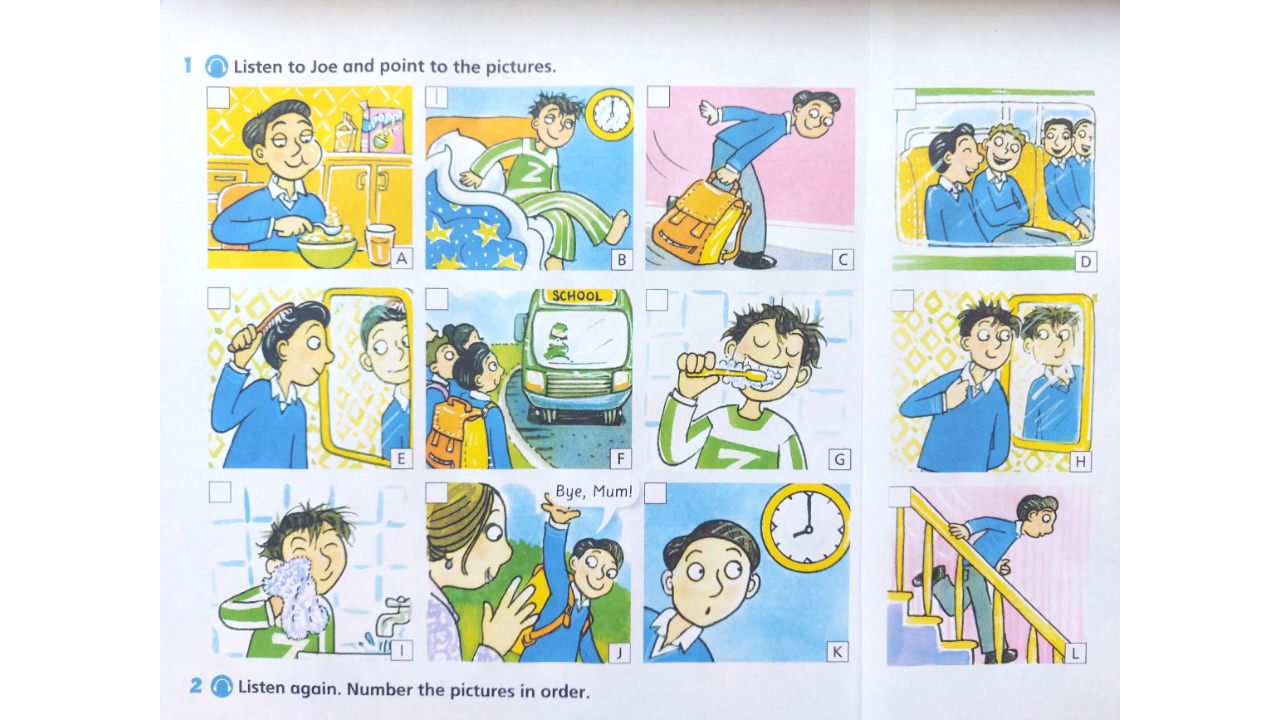 1 Listen to Joe and point to the pictures.
1
A
B
C
D
SCHOOL
E
F
G
H
Bye, Mum!
I
J
K
L
2 Listen again. Number the pictures in order.